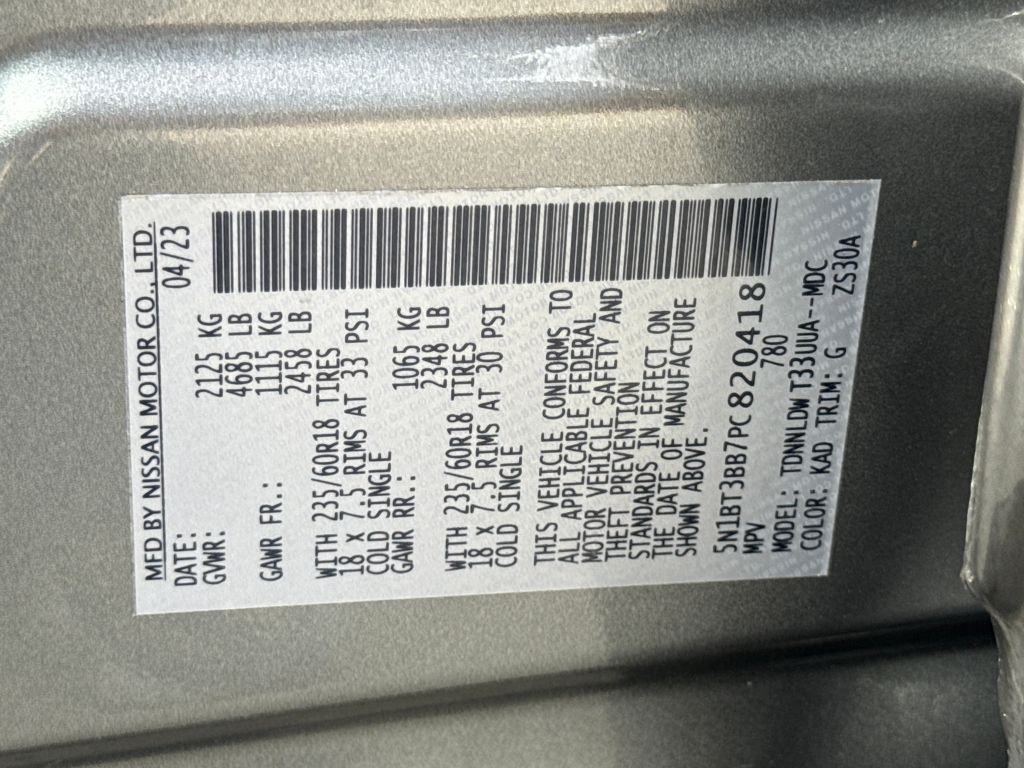 MFD BY NISSAN MOTOR CO., LTD.
DATE: 04/23
GVWR: 2125 KG
4685 LB
GAWR FR.: 1115 KG
2458 LB
WITH 235/60R18 TIRES
18 X 7.5 RIMS AT 33 PSI
COLD SINGLE
GAWR RR.: 1065 KG
2348 LB
WITH 235/60R18 TIRES
18 X 7.5 RIMS AT 30 PSI
COLD SINGLE
THIS VEHICLE CONFORMS TO
ALL APPLICABLE FEDERAL
MOTOR VEHICLE SAFETY AND
THEFT PREVENTION
STANDARDS IN EFFECT ON
THE DATE OF MANUFACTURE
SHOWN ABOVE.
5N1BT3BB7PC820418
MPV 780
MODEL: TDNNLDW T33UUA--MDC
COLOR: KAD TRIM: G ZS30A